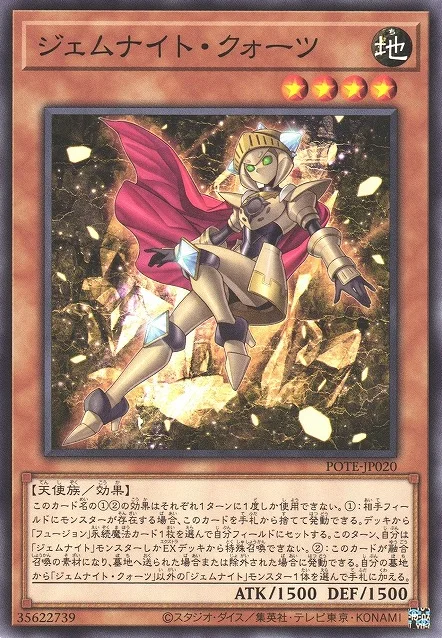 ジェムナイト・クォーツ
地
POTE-JP020
【天使族／効果】
このカード名の①②の効果はそれぞれ１ターンに１度しか使用できない。①：相手フィ
ールドにモンスターが存在する場合、このカードを手札から捨てて発動できる。デッキから
「フュージョン」永続魔法カード１枚を選んで自分フィールドにセットする。このターン、自分は
「ジェムナイト」モンスターしかEXデッキから特殊召喚できない。②：このカードが融合
召喚の素材になり、墓地へ送られた場合または除外された場合に発動できる。自分の墓地
から「ジェムナイト・クォーツ」以外の「ジェムナイト」モンスター１体を選んで手札に加える。
ATK/1500 DEF/1500
35622739 ©スタジオ・ダイス／集英社・テレビ東京・KONAMI